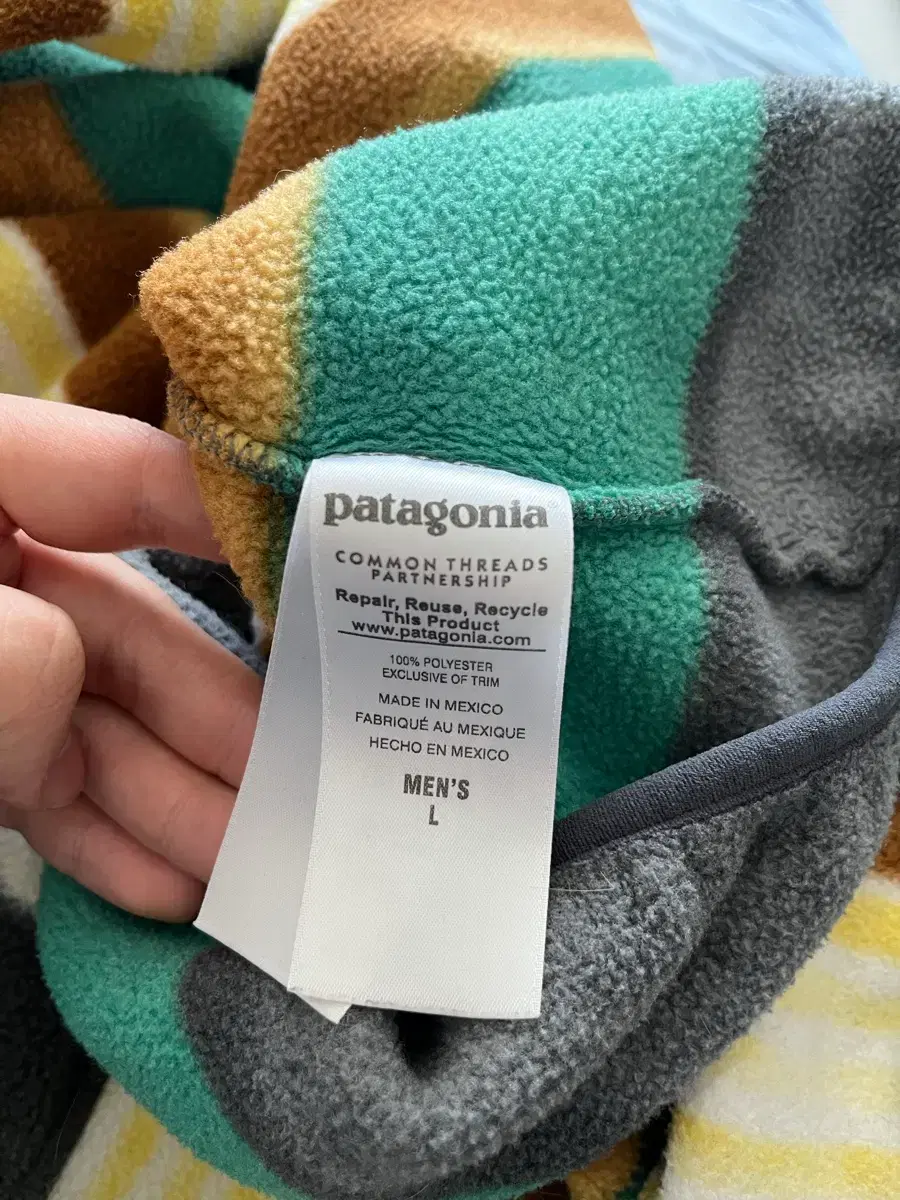 patagonia
COMMON THREADS
PARTNERSHIP
Repair, Reuse, Recycle
This Product
www.patagonia.com
100% POLYESTER
EXCLUSIVE OF TRIM
MADE IN MEXICO
FABRIQUÉ AU MEXIQUE
HECHO EN MEXICO
MEN'S
L